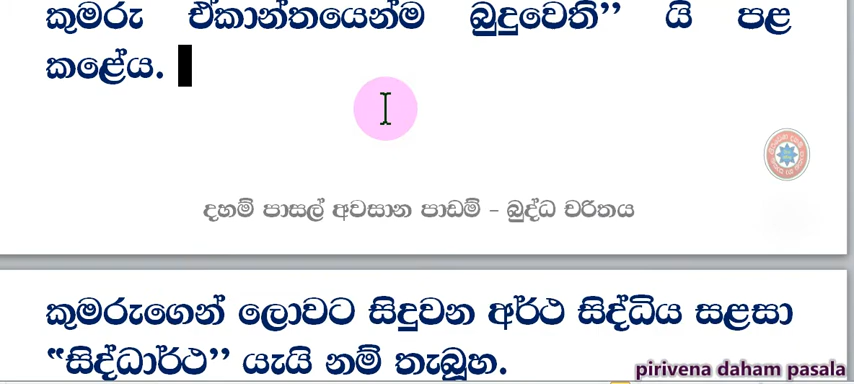 කුමරු ඒකාන්තයෙන්ම බුදුවෙති’’ යි පළ
කළේය.
දහම් පාසල් අවසාන පාඩම් – බුද්ධ චරිතය
කුමරුගෙන් ලොවට සිදුවන අර්ථ සිද්ධිය සළසා
‘‘සිද්ධාර්ථ’’ යැයි නම් තැබූහ.
pirivena daham pasala